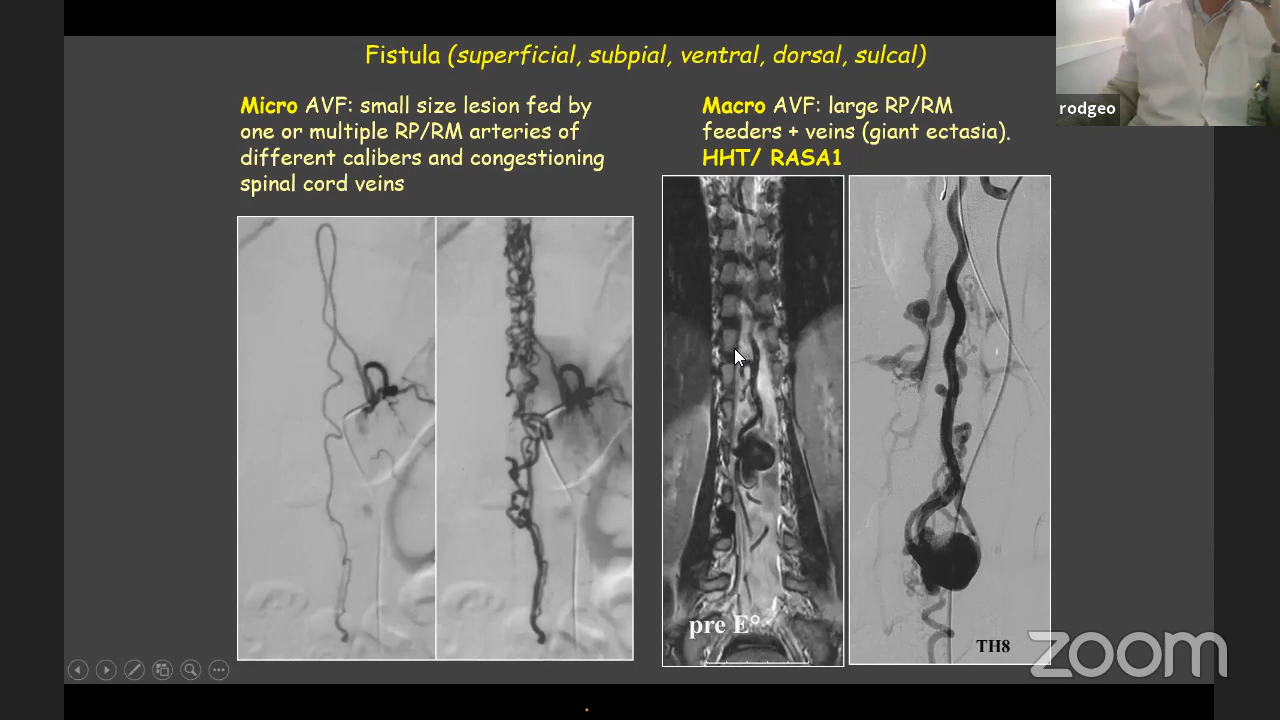 Fistula (superficial, subpial, ventral, dorsal, sulcal)
Micro AVF: small size lesion fed by
one or multiple RP/RM arteries of
different calibers and congestioning
spinal cord veins
Macro AVF: large RP/RM
feeders + veins (giant ectasia).
HHT/ RASA1
rodgeo
pre E°
TH8
zoom